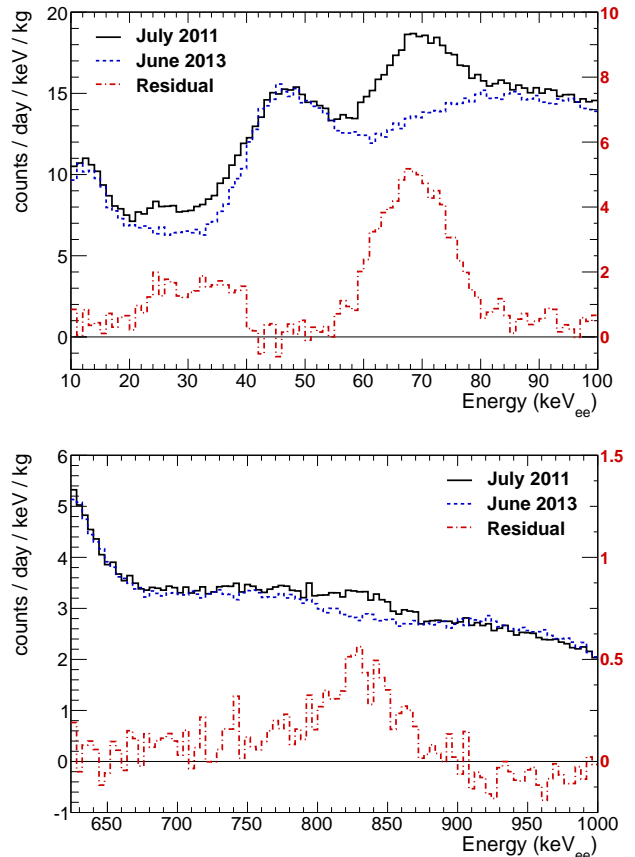 counts / day / keV / kg
20
15
10
5
0
10
8
6
4
2
0
July 2011
June 2013
Residual
10 20 30 40 50 60 70 80 90 100
Energy (keVee)
counts / day / keV / kg
6
5
4
3
2
1
0
-1
1.5
1
0.5
0
July 2011
June 2013
Residual
650 700 750 800 850 900 950 1000
Energy (keVee)